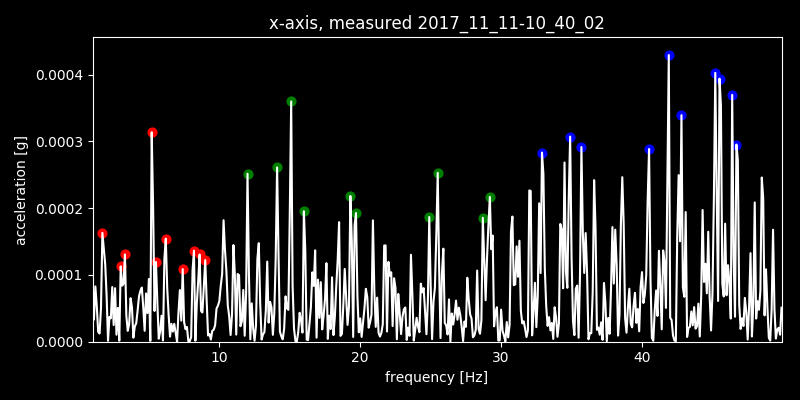 x-axis, measured 2017_11_11-10_40_02
acceleration [g]
0.0004
0.0003
0.0002
0.0001
0.0000
10 20 30 40
frequency [Hz]